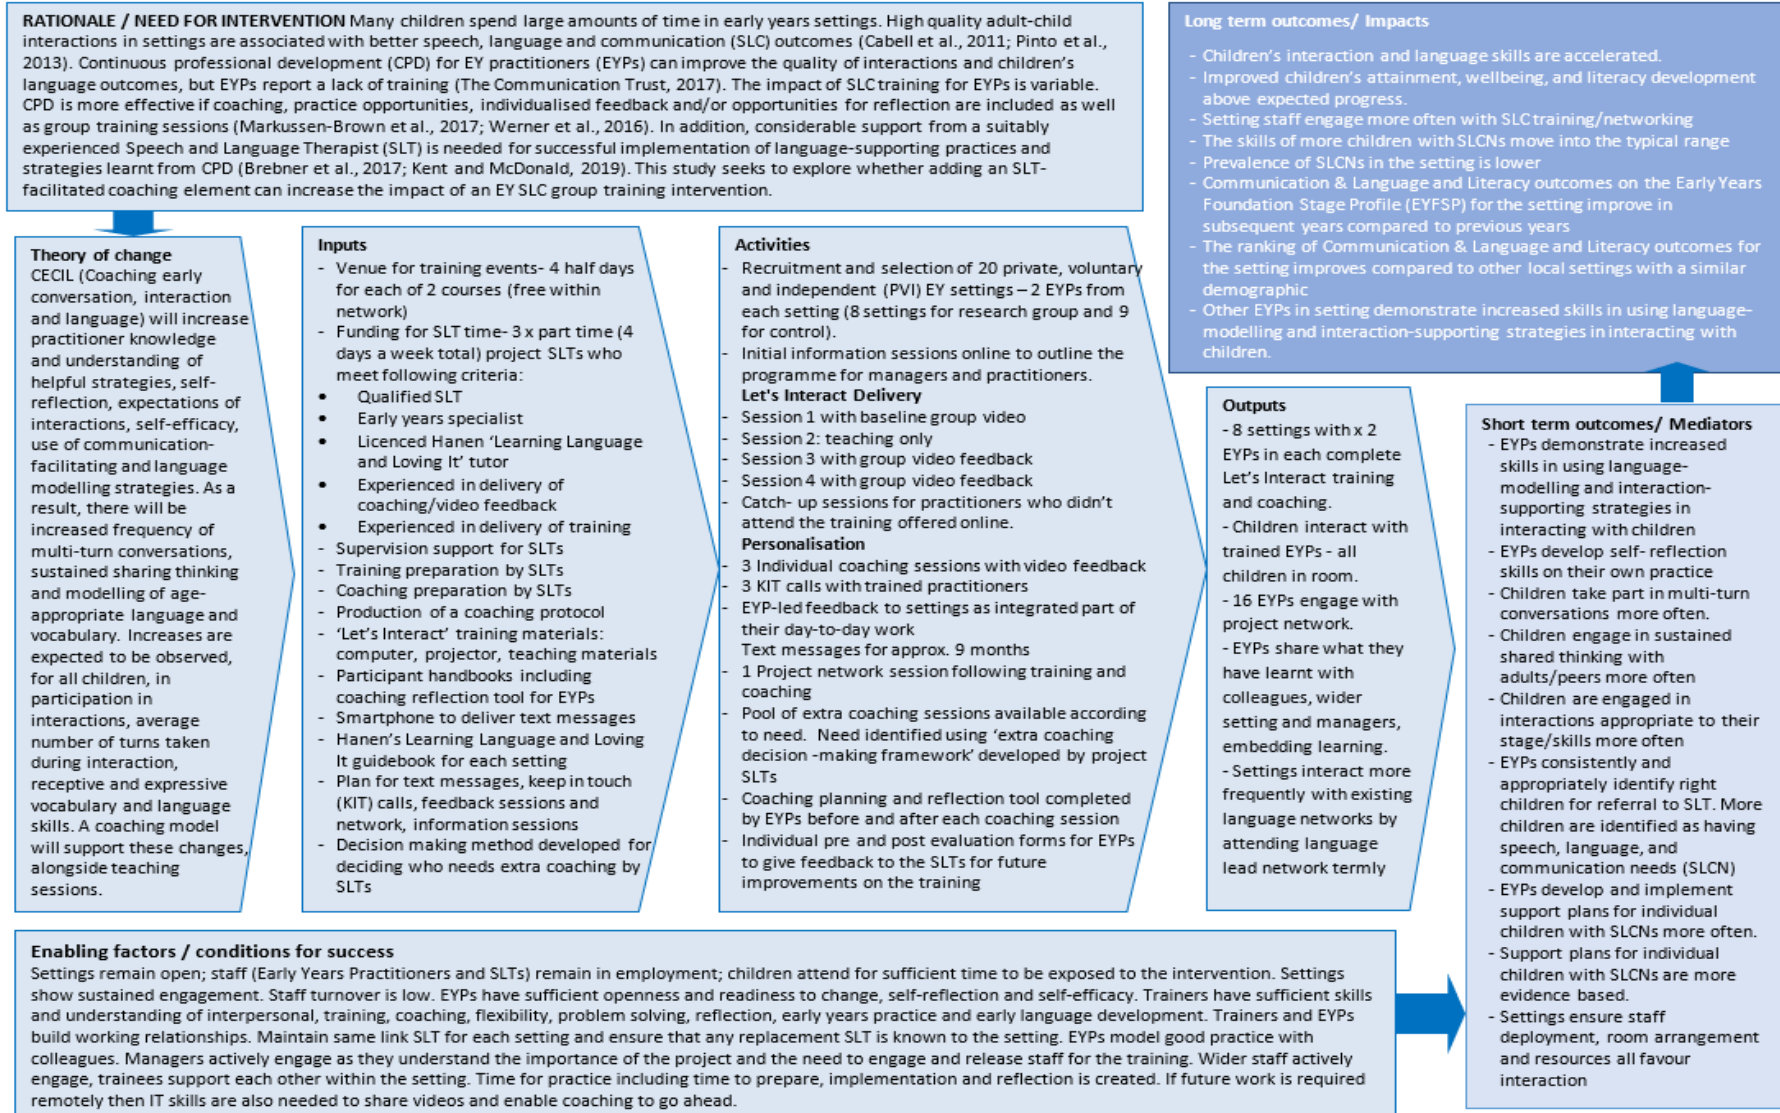 RATIONALE / NEED FOR INTERVENTION Many children spend large amounts of time in early years settings. High quality adult-child
interactions in settings are associated with better speech, language and communication (SLC) outcomes (Cabell et al., 2011; Pinto et al.,
2013). Continuous professional development (CPD) for EY practitioners (EYPs) can improve the quality of interactions and children's
language outcomes, but EYPs report a lack of training (The Communication Trust, 2017). The impact of SLC training for EYPs is variable.
CPD is more effective if coaching, practice opportunities, individualised feedback and/or opportunities for reflection are included as well
as group training sessions (Markussen-Brown et al., 2017; Werner et al., 2016). In addition, considerable support from a suitably
experienced Speech and Language Therapist (SLT) is needed for successful implementation of language-supporting practices and
strategies learnt from CPD (Brebner et al., 2017; Kent and McDonald, 2019). This study seeks to explore whether adding an SLT-
facilitated coaching element can increase the impact of an EY SLC group training intervention.
Theory of change
CECIL (Coaching early
conversation, interaction
and language) will increase
practitioner knowledge
and understanding of
helpful strategies, self-
reflection, expectations of
interactions, self-efficacy,
use of communication-
facilitating and language
modelling strategies. As a
result, there will be
increased frequency of
multi-turn conversations,
sustained sharing thinking
and modelling of age-
appropriate language and
vocabulary. Increases are
expected to be observed,
for all children, in
participation in
interactions, average
number of turns taken
during interaction,
receptive and expressive
vocabulary and language
skills. A coaching model
will support these changes,
alongside teaching
sessions.
Inputs
- Venue for training events- 4 half days
for each of 2 courses (free within
network)
- Funding for SLT time- 3 x part time (4
days a week total) project SLTs who
meet following criteria:
• Qualified SLT
• Early years specialist
• Licenced Hanen 'Learning Language
and Loving It' tutor
• Experienced in delivery of
coaching/video feedback
• Experienced in delivery of training
- Supervision support for SLTs
- Training preparation by SLTs
- Coaching preparation by SLTs
- Production of a coaching protocol
- 'Let's Interact' training materials:
computer, projector, teaching materials
- Participant handbooks including
coaching reflection tool for EYPs
- Smartphone to deliver text messages
- Hanen's Learning Language and Loving
It guidebook for each setting
- Plan for text messages, keep in touch
(KIT) calls, feedback sessions and
network, information sessions
- Decision making method developed for
deciding who needs extra coaching by
SLTs
Activities
- Recruitment and selection of 20 private, voluntary
and independent (PVI) EY settings – 2 EYPs from
each setting (8 settings for research group and 9
for control).
- Initial information sessions online to outline the
programme for managers and practitioners.
Let's Interact Delivery
- Session 1 with baseline group video
- Session 2: teaching only
- Session 3 with group video feedback
- Session 4 with group video feedback
- Catch- up sessions for practitioners who didn't
attend the training offered online.
Personalisation
- 3 Individual coaching sessions with video feedback
- 3 KIT calls with trained practitioners
- EYP-led feedback to settings as integrated part of
their day-to-day work
Text messages for approx. 9 months
- 1 Project network session following training and
coaching
- Pool of extra coaching sessions available according
to need. Need identified using 'extra coaching
decision -making framework' developed by project
SLTs
- Coaching planning and reflection tool completed
by EYPs before and after each coaching session
- Individual pre and post evaluation forms for EYPs
to give feedback to the SLTs for future
improvements on the training
Outputs
- 8 settings with x 2
EYPs in each complete
Let's Interact training
and coaching.
- Children interact with
trained EYPs - all
children in room.
- 16 EYPs engage with
project network.
- EYPs share what they
have learnt with
colleagues, wider
setting and managers,
embedding learning.
- Settings interact more
frequently with existing
language networks by
attending language
lead network termly
Short term outcomes/ Mediators
- EYPs demonstrate increased
skills in using language-
modelling and interaction-
supporting strategies in
interacting with children
- EYPs develop self- reflection
skills on their own practice
- Children take part in multi-turn
conversations more often.
- Children engage in sustained
shared thinking with
adults/peers more often
- Children are engaged in
interactions appropriate to their
stage/skills more often
- EYPs consistently and
appropriately identify right
children for referral to SLT. More
children are identified as having
speech, language, and
communication needs (SLCN)
- EYPs develop and implement
support plans for individual
children with SLCNs more often.
- Support plans for individual
children with SLCNs are more
evidence based.
- Settings ensure staff
deployment, room arrangement
and resources all favour
interaction
Long term outcomes/ Impacts
- Children's interaction and language skills are accelerated.
- Improved children's attainment, wellbeing, and literacy development
above expected progress.
- Setting staff engage more often with SLC training/networking
- The skills of more children with SLCNs move into the typical range
- Prevalence of SLCNs in the setting is lower
- Communication & Language and Literacy outcomes on the Early Years
Foundation Stage Profile (EYFSP) for the setting improve in
subsequent years compared to previous years
- The ranking of Communication & Language and Literacy outcomes for
the setting improves compared to other local settings with a similar
demographic
- Other EYPs in setting demonstrate increased skills in using language-
modelling and interaction-supporting strategies in interacting with
children.
Enabling factors / conditions for success
Settings remain open; staff (Early Years Practitioners and SLTs) remain in employment; children attend for sufficient time to be exposed to the intervention. Settings
show sustained engagement. Staff turnover is low. EYPs have sufficient openness and readiness to change, self-reflection and self-efficacy. Trainers have sufficient skills
and understanding of interpersonal, training, coaching, flexibility, problem solving, reflection, early years practice and early language development. Trainers and EYPs
build working relationships. Maintain same link SLT for each setting and ensure that any replacement SLT is known to the setting. EYPs model good practice with
colleagues. Managers actively engage as they understand the importance of the project and the need to engage and release staff for the training. Wider staff actively
engage, trainees support each other within the setting. Time for practice including time to prepare, implementation and reflection is created. If future work is required
remotely then IT skills are also needed to share videos and enable coaching to go ahead.